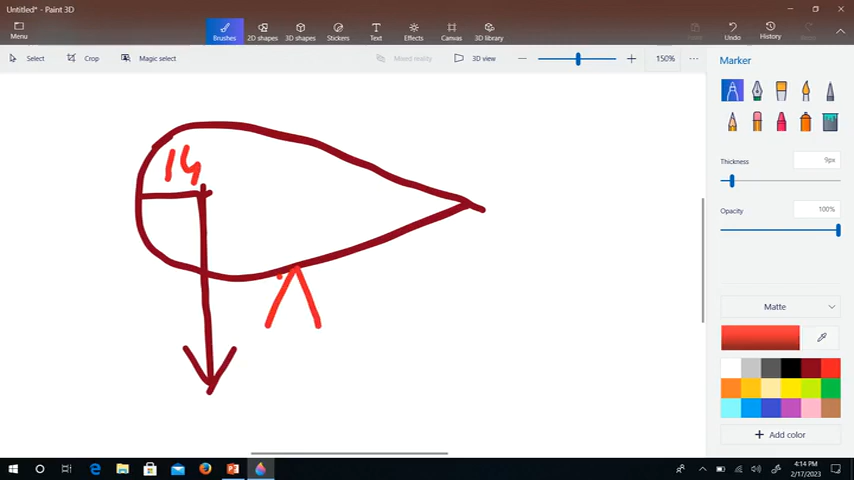 Untitled* - Paint 3D
Menu
Brushes
2D shapes
3D shapes
Stickers
Text
Effects
Canvas
3D library
Paste
Undo
History
Redo
Select
Crop
Magic select
Mixed reality
3D view
150%
Marker
Thickness
9px
Opacity
100%
Matte
Add color
14
4:14 PM
2/17/2023